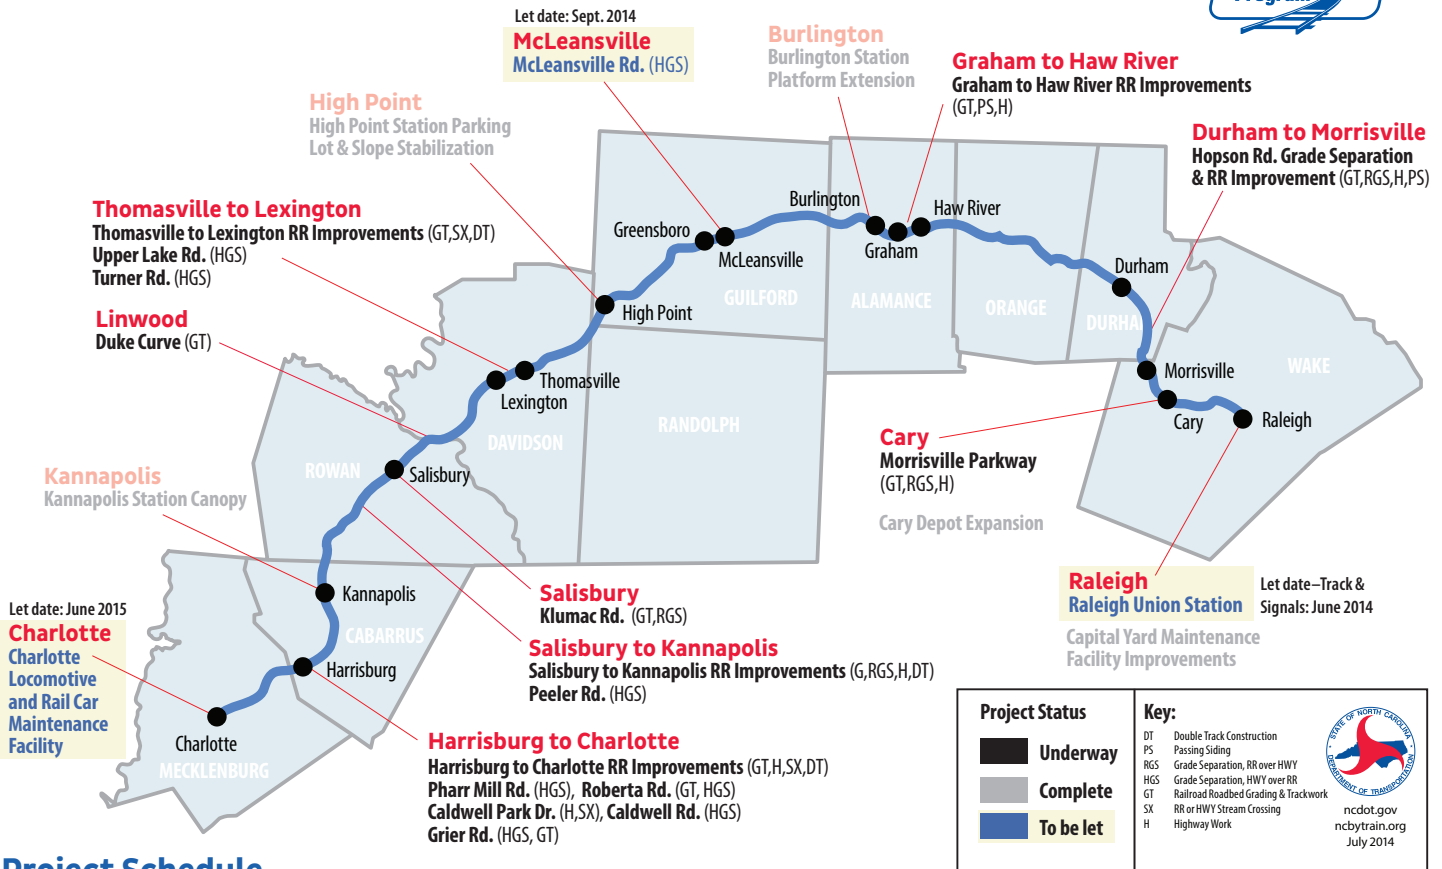 Program
Let date: Sept. 2014
McLeansville
McLeansville Rd. (HGS)
Burlington
Burlington Station
Platform Extension
Graham to Haw River
Graham to Haw River RR Improvements
(GT,PS,H)
High Point
High Point Station Parking
Lot & Slope Stabilization
Durham to Morrisville
Hopson Rd. Grade Separation
& RR Improvement (GT,RGS,H,PS)
Thomasville to Lexington
Thomasville to Lexington RR Improvements (GT,SX,DT)
Upper Lake Rd. (HGS)
Turner Rd. (HGS)
Linwood
Duke Curve (GT)
Greensboro
McLeansville
Burlington
Graham
Haw River
Durham
High Point
GUILFORD
ALAMANCE
ORANGE
DURHA
WAKE
Thomasville
Lexington
Morrisville
Cary
Raleigh
RANDOLPH
DAVIDSON
ROWAN
Salisbury
Kannapolis
Kannapolis Station Canopy
Cary
Morrisville Parkway
(GT,RGS,H)
Cary Depot Expansion
Raleigh
Raleigh Union Station
Let date–Track &
Signals: June 2014
Capital Yard Maintenance
Facility Improvements
Kannapolis
CABARRUS
Harrisburg
Charlotte
MECKLENBURG
Let date: June 2015
Charlotte
Charlotte
Locomotive
and Rail Car
Maintenance
Facility
Salisbury
Klumac Rd. (GT,RGS)
Salisbury to Kannapolis
Salisbury to Kannapolis RR Improvements (G,RGS,H,DT)
Peeler Rd. (HGS)
Harrisburg to Charlotte
Harrisburg to Charlotte RR Improvements (GT,H,SX,DT)
Pharr Mill Rd. (HGS), Roberta Rd. (GT, HGS)
Caldwell Park Dr. (H,SX), Caldwell Rd. (HGS)
Grier Rd. (HGS, GT)
Project Status
Underway
Complete
To be let
Key:
DT Double Track Construction
PS Passing Siding
RGS Grade Separation, RR over HWY
HGS Grade Separation, HWY over RR
GT Railroad Roadbed Grading & Trackwork
SX RR or HWY Stream Crossing
H Highway Work
STATE OF NORTH CAROLINA
DEPARTMENT OF TRANSPORTATION
ncdot.gov
ncbytrain.org
July 2014
Project Schedule